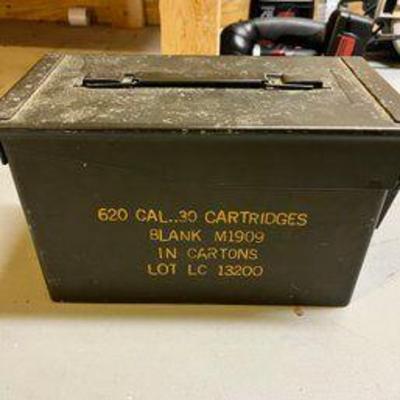 620 CAL..30 CARTRIDGES
BLANK M1909
IN CARTONS
LOT LC 13200